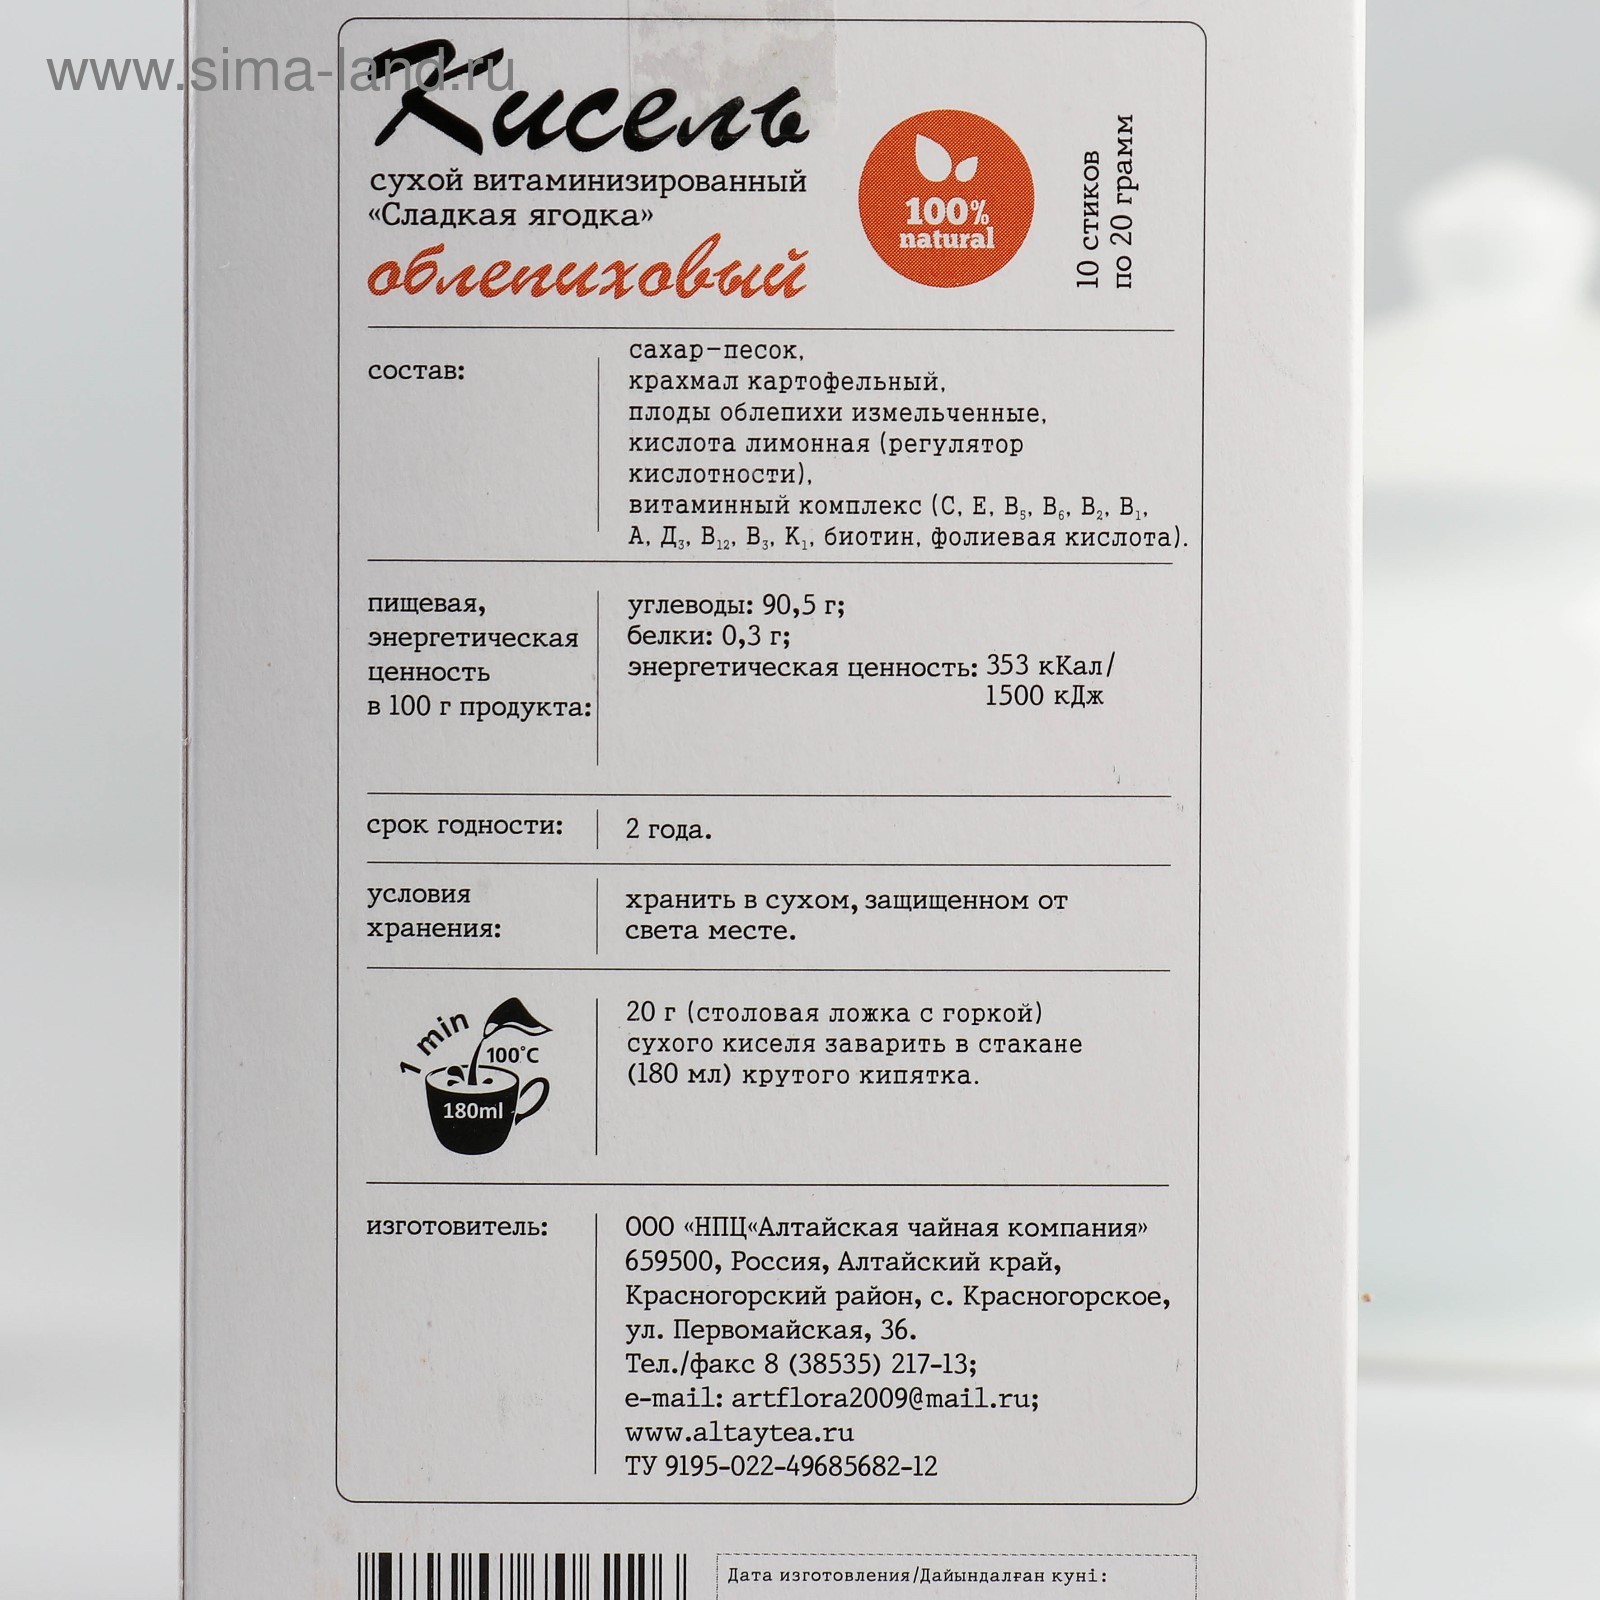 www.sima-land.ru
Кисель
сухой витаминизированный
«Сладкая ягодка»
облепиховый
100%
natural
10 стиков
по 20 грамм
состав:
сахар-песок,
крахмал картофельный,
плоды облепихи измельченные,
кислота лимонная (регулятор
кислотности),
витаминный комплекс (С, Е, В₅, В₆, В₂, В₁,
А, Д₃, В₁₂, В₃, К₁, биотин, фолиевая кислота).
пищевая,
энергетическая
ценность
в 100 г продукта:
углеводы: 90,5 г;
белки: 0,3 г;
энергетическая ценность: 353 кКал/
1500 кДж
срок годности:
2 года.
условия
хранения:
хранить в сухом, защищенном от
света месте.
1 min
100°C
180ml
20 г (столовая ложка с горкой)
сухого киселя заварить в стакане
(180 мл) крутого кипятка.
изготовитель:
ООО «НПЦ«Алтайская чайная компания»
659500, Россия, Алтайский край,
Красногорский район, с. Красногорское,
ул. Первомайская, 36.
Тел./факс 8 (38535) 217-13;
e-mail: artflora2009@mail.ru;
www.altaytea.ru
ТУ 9195-022-49685682-12
Дата изготовления/Дайындалған күні: